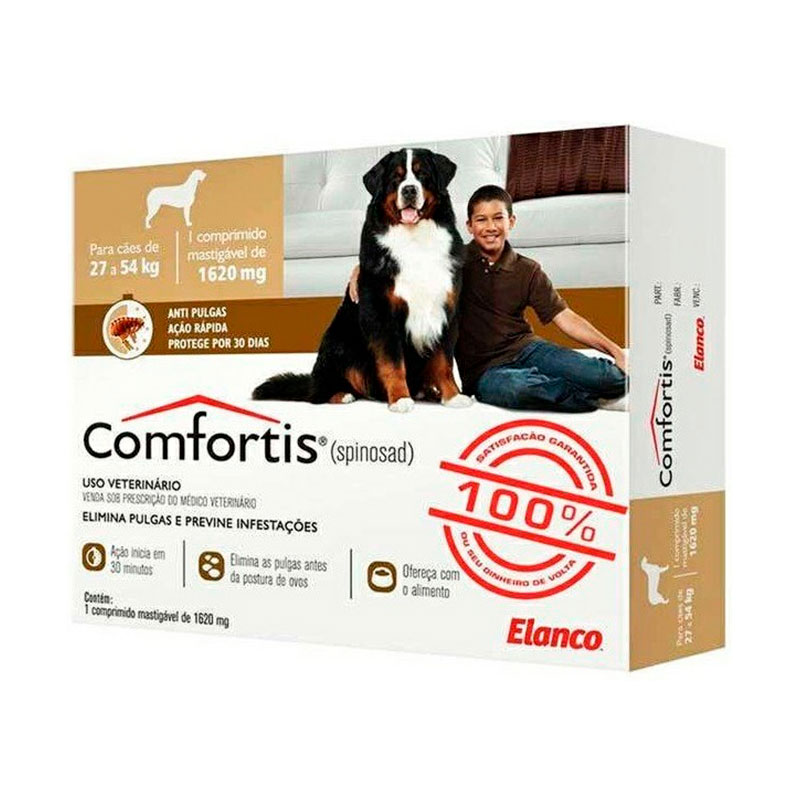 Para cães de
27 a 54 kg
1 comprimido
mastigável de
1620 mg
ANTI PULGAS
AÇÃO RÁPIDA
PROTEGE POR 30 DIAS
Comfortis® (spinosad)
USO VETERINÁRIO
VENDA SOB PRESCRIÇÃO DO MÉDICO VETERINÁRIO
ELIMINA PULGAS E PREVINE INFESTAÇÕES
Ação inicia em
30 minutos
Elimina as pulgas antes
da postura de ovos
Ofereça com
o alimento
Contém:
1 comprimido mastigável de 1620 mg
SATISFAÇÃO GARANTIDA
100%
OU SEU DINHEIRO DE VOLTA
Elanco
PART:
FABR:
VENC:
Comfortis® (spinosad)
Elanco
1 comprimido
mastigável de
1620 mg
Para cães de
27 a 54 kg